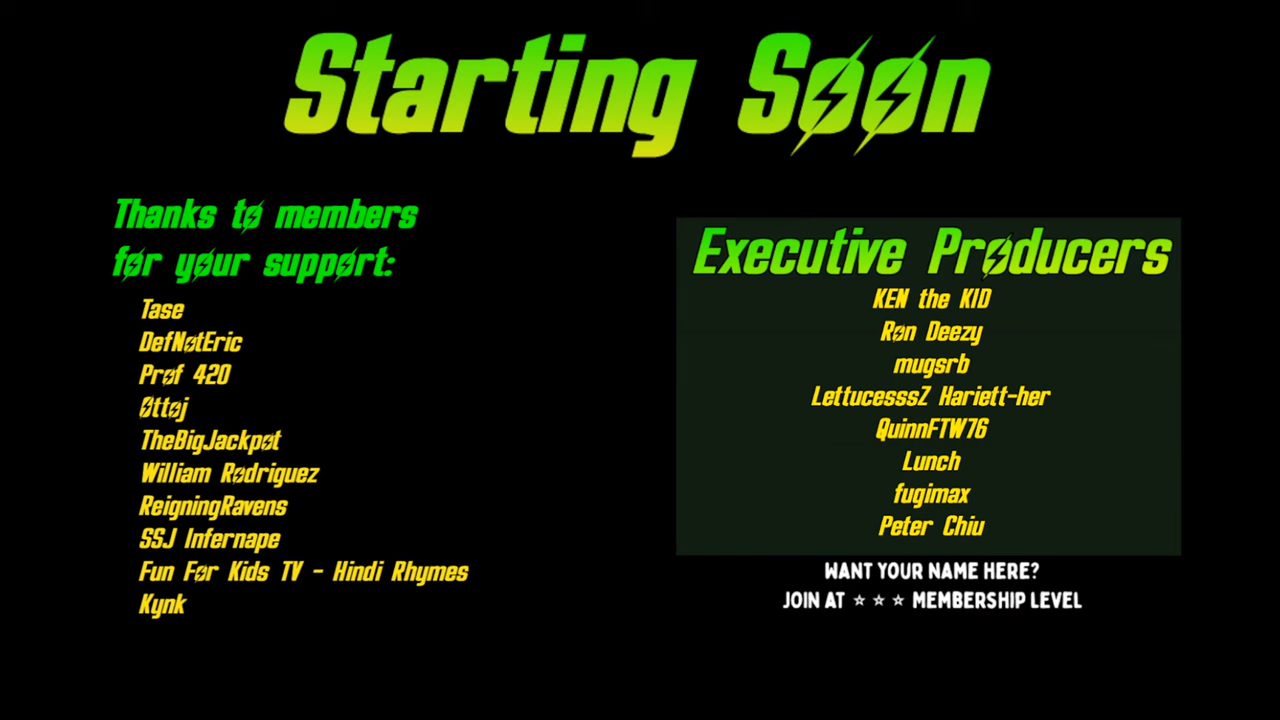 Starting Soon
Thanks to members
for your support:
Tase
DefNotEric
Prof 420
Ottoj
TheBigJackpot
William Rodriguez
ReigningRavens
SSJ Infernape
Fun For Kids TV - Hindi Rhymes
Kynk
Executive Producers
KEN the KID
Ron Deezy
mugsrb
LettucesssZ Hariett-her
QuinnFTW76
Lunch
fugimax
Peter Chiu
WANT YOUR NAME HERE?
JOIN AT ☆ ☆ ☆ MEMBERSHIP LEVEL